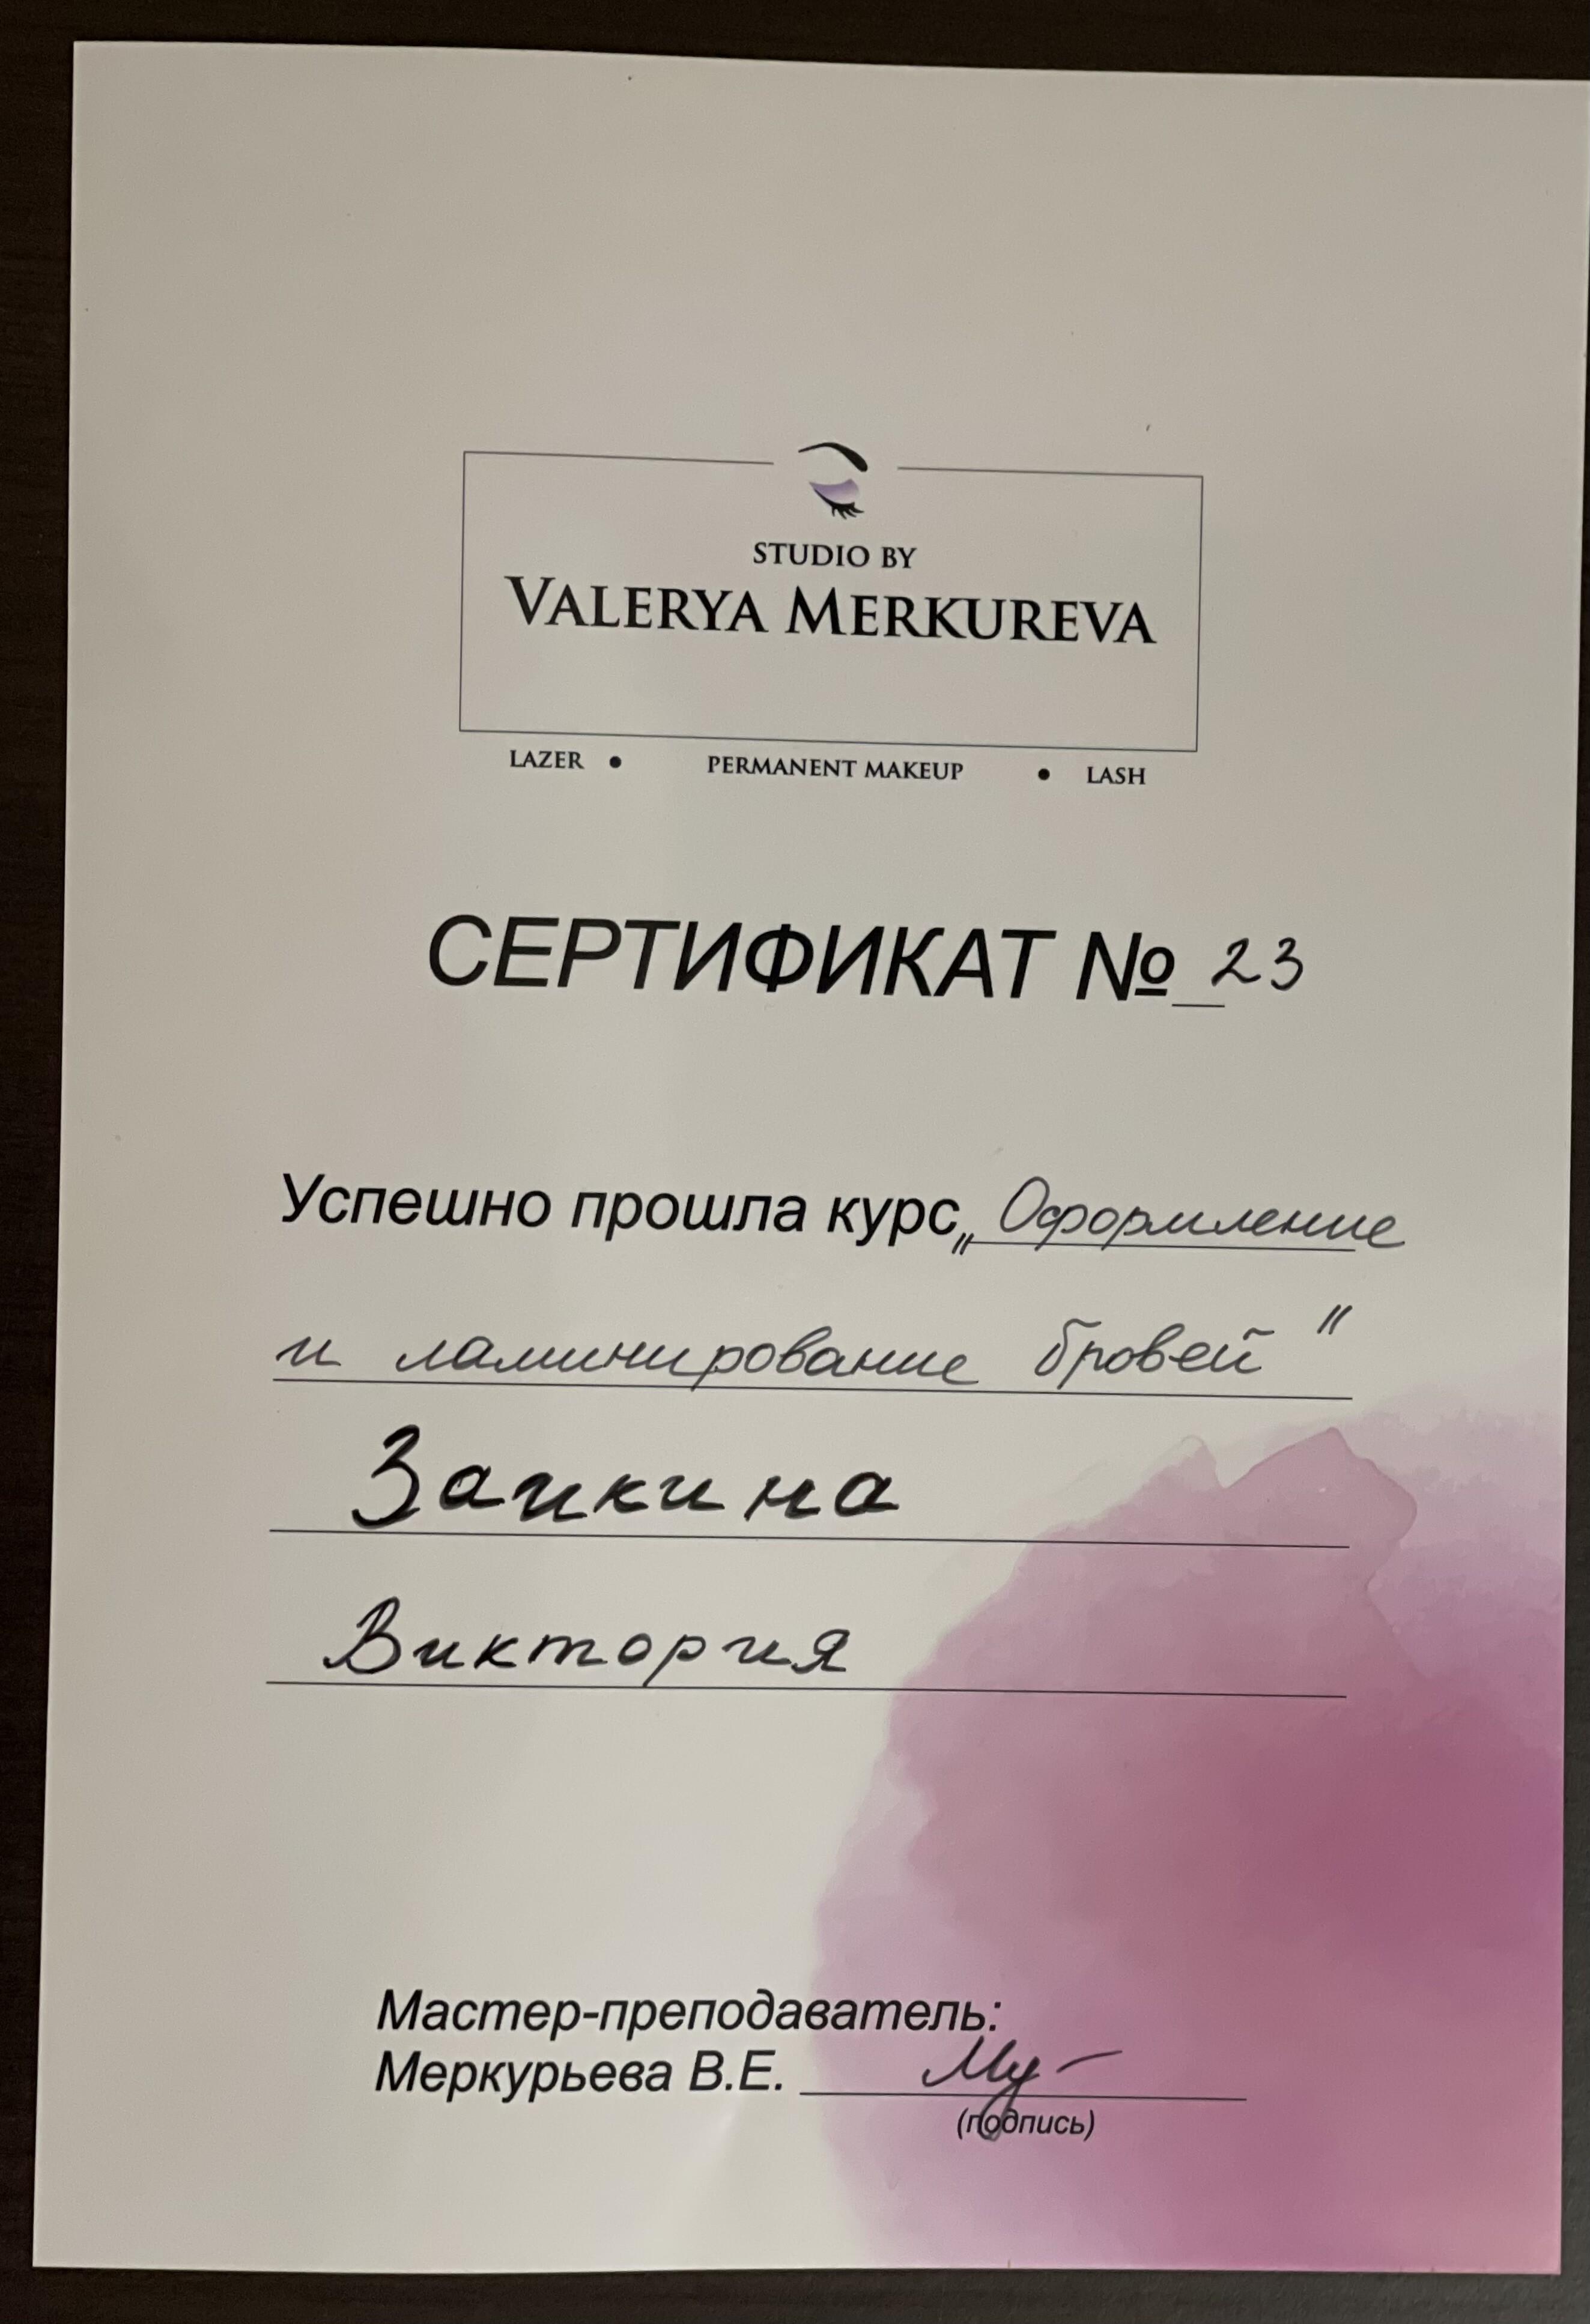 STUDIO BY
VALERYA MERKUREVA
LAZER • PERMANENT MAKEUP • LASH
СЕРТИФИКАТ № 23
Успешно прошла курс „Оформление
и ламинирование бровей"
Заикина
Виктория
Мастер-преподаватель:
Меркурьева В.Е.
(подпись)